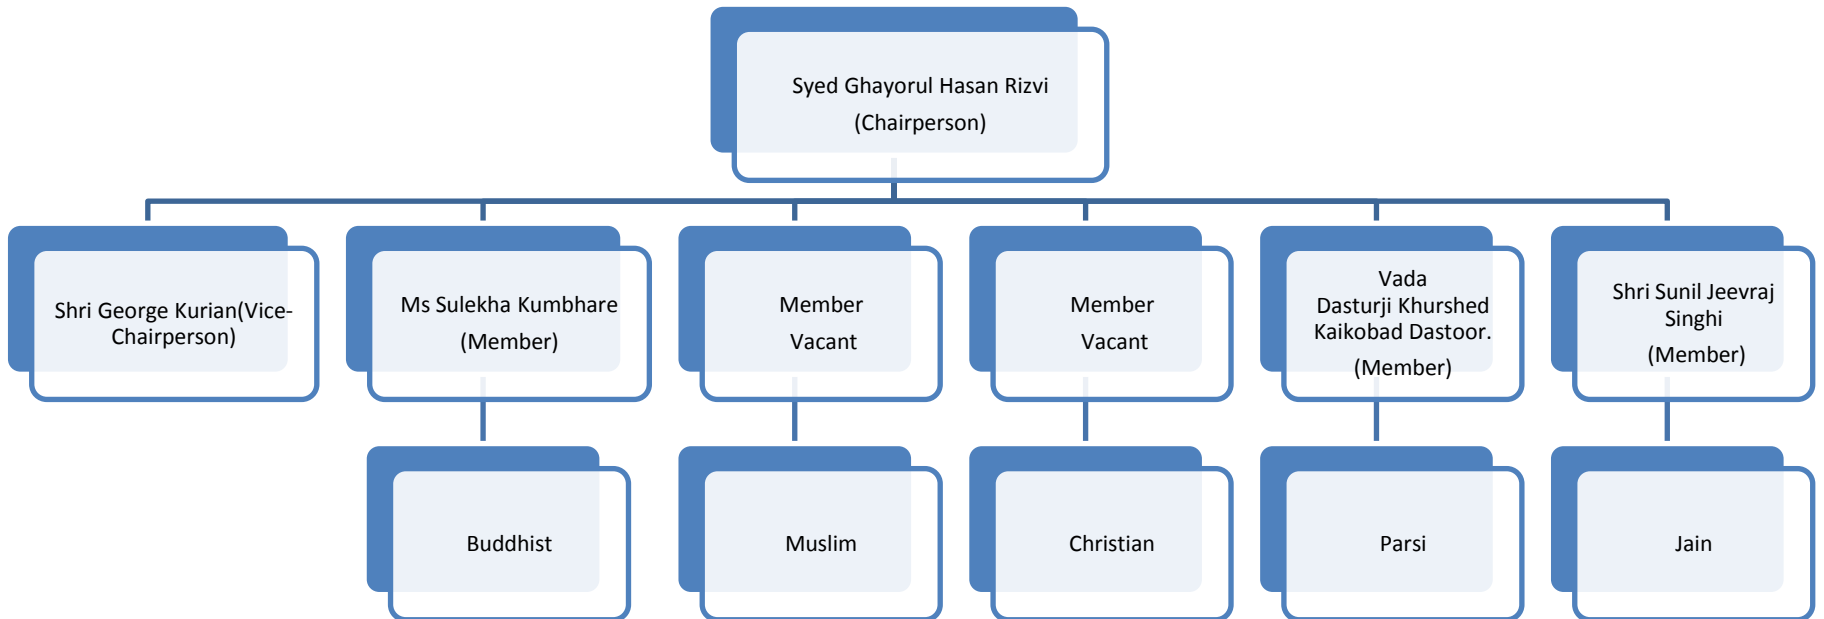 Syed Ghayorul Hasan Rizvi
(Chairperson)
Shri George Kurian(Vice-
Chairperson)
Ms Sulekha Kumbhare
(Member)
Member
Vacant
Member
Vacant
Vada
Dasturji Khurshed
Kaikobad Dastoor.
(Member)
Shri Sunil Jeevraj
Singhi
(Member)
Buddhist
Muslim
Christian
Parsi
Jain